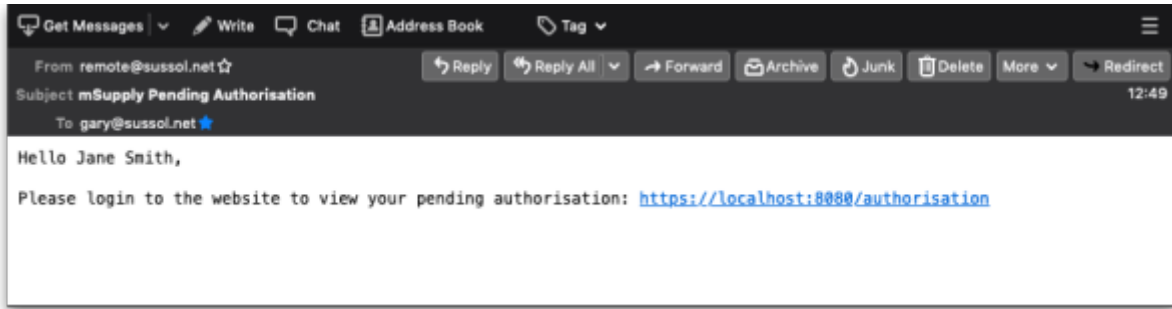 Get Messages Write Chat Address Book Tag
From remote@sussol.net Reply Reply All Forward Archive Junk Delete More Redirect
Subject mSupply Pending Authorisation 12:49
To gary@sussol.net
Hello Jane Smith,
Please login to the website to view your pending authorisation: https://localhost:8080/authorisation